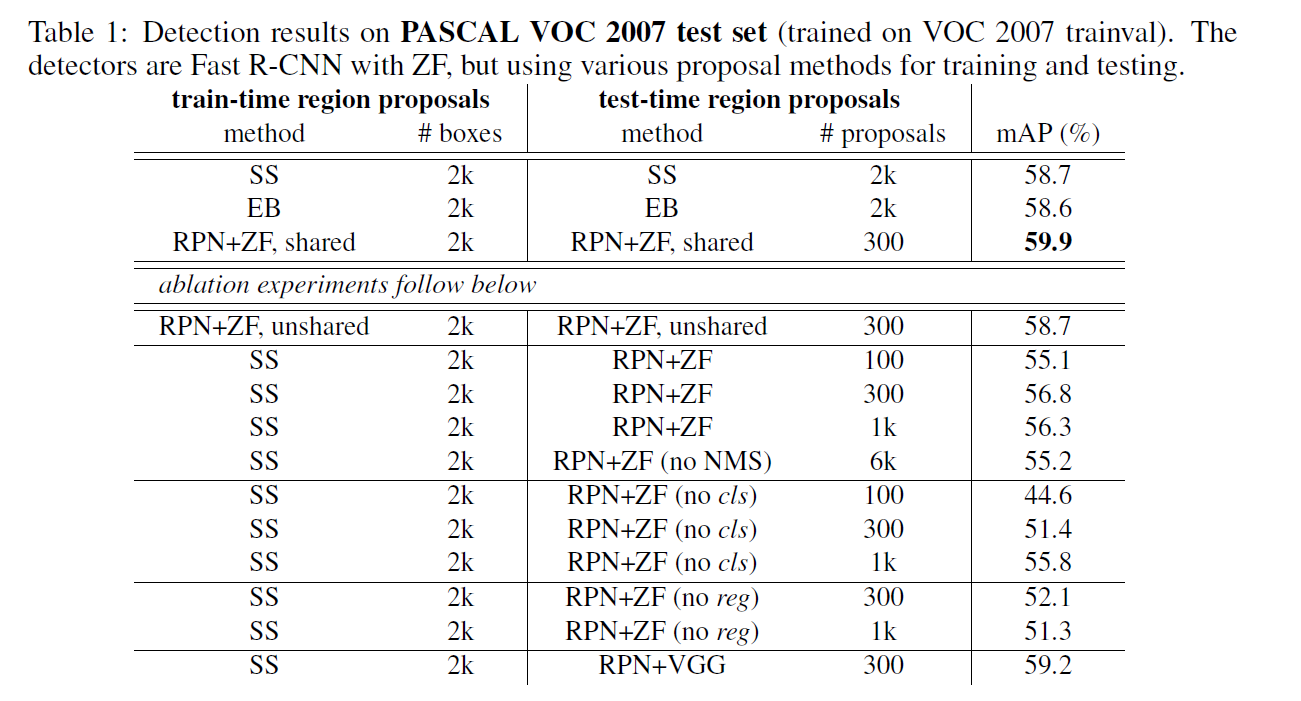 Table 1: Detection results on PASCAL VOC 2007 test set (trained on VOC 2007 trainval). The
detectors are Fast R-CNN with ZF, but using various proposal methods for training and testing.
train-time region proposals test-time region proposals
method # boxes method # proposals mAP (%)
SS 2k SS 2k 58.7
EB 2k EB 2k 58.6
RPN+ZF, shared 2k RPN+ZF, shared 300 59.9
ablation experiments follow below
RPN+ZF, unshared 2k RPN+ZF, unshared 300 58.7
SS 2k RPN+ZF 100 55.1
SS 2k RPN+ZF 300 56.8
SS 2k RPN+ZF 1k 56.3
SS 2k RPN+ZF (no NMS) 6k 55.2
SS 2k RPN+ZF (no cls) 100 44.6
SS 2k RPN+ZF (no cls) 300 51.4
SS 2k RPN+ZF (no cls) 1k 55.8
SS 2k RPN+ZF (no reg) 300 52.1
SS 2k RPN+ZF (no reg) 1k 51.3
SS 2k RPN+VGG 300 59.2